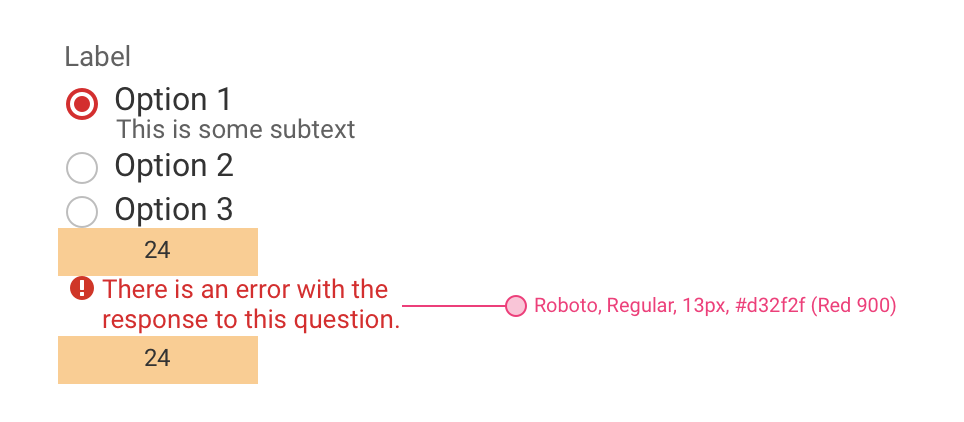 Label
Option 1
This is some subtext
Option 2
Option 3
24
There is an error with the
response to this question.
Roboto, Regular, 13px, #d32f2f (Red 900)
24